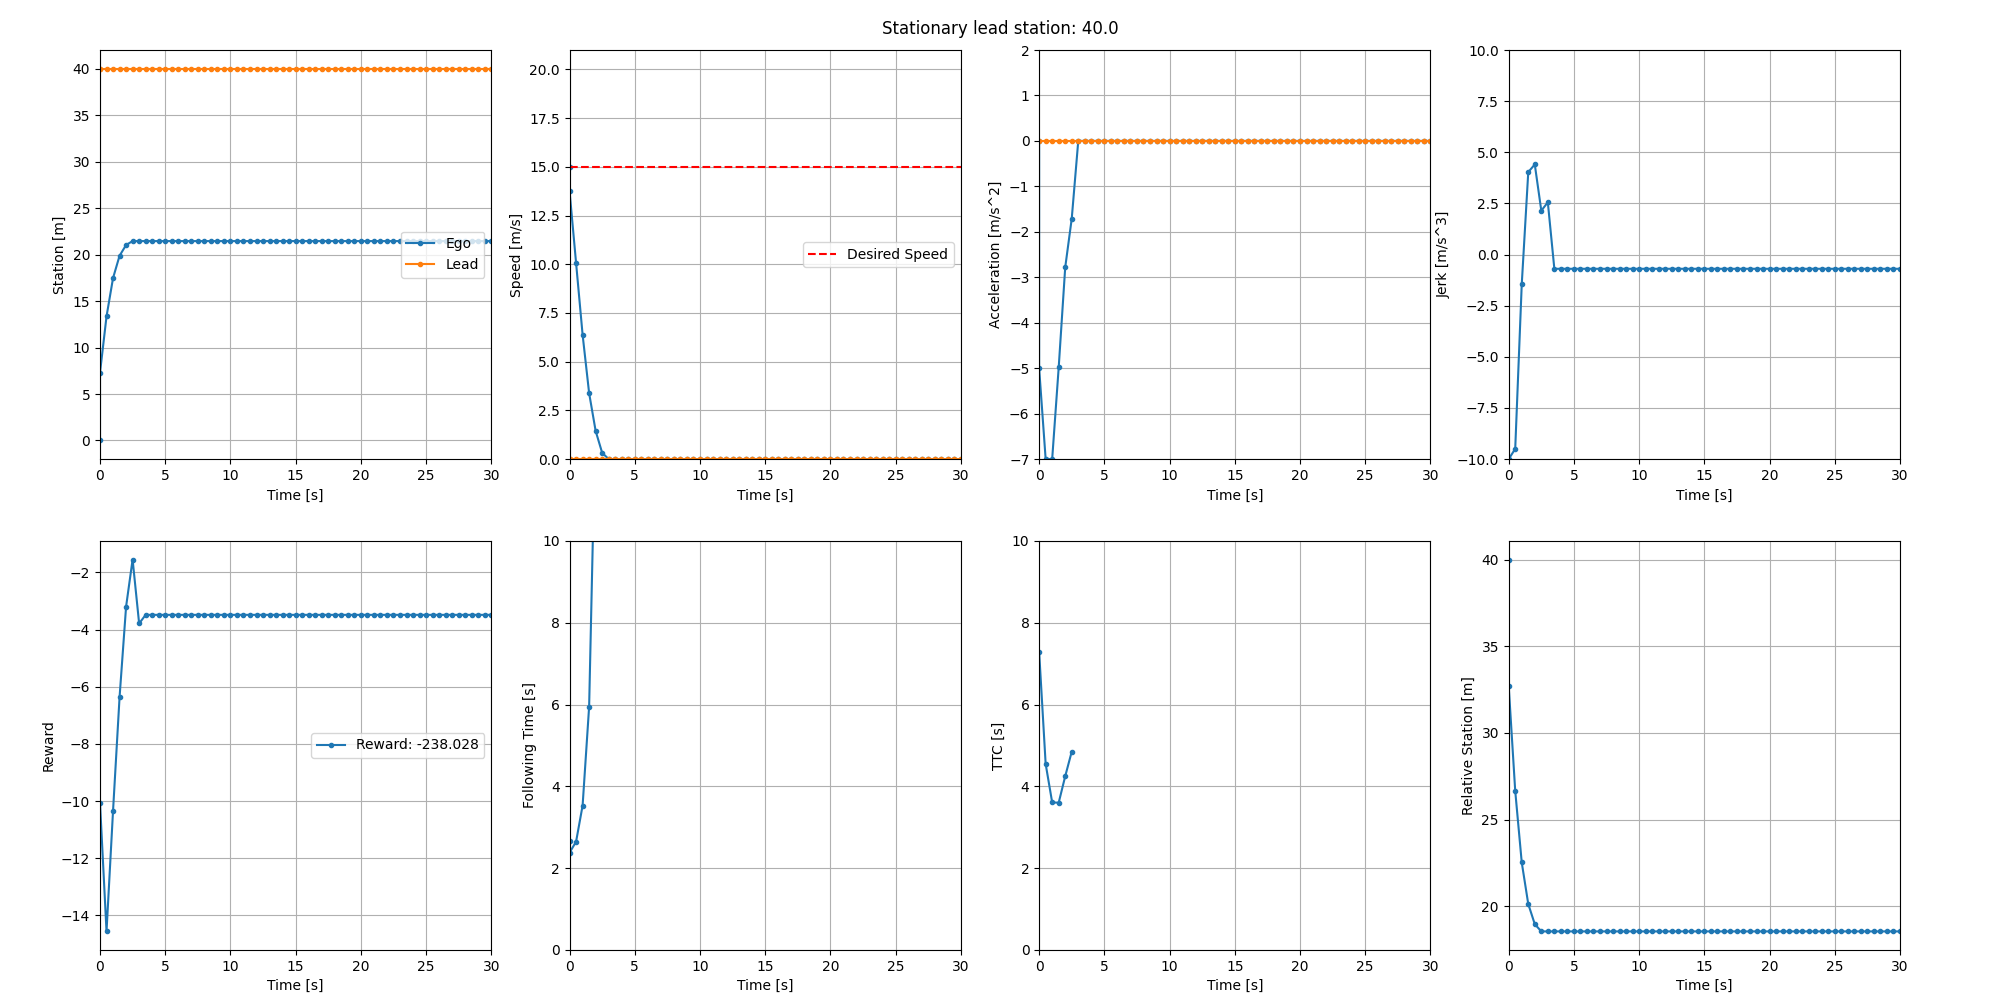 Stationary lead station: 40.0
Station [m]
40
35
30
25
20
15
10
5
0
0 5 10 15 20 25 30
Time [s]
Ego
Lead
Speed [m/s]
20.0
17.5
15.0
12.5
10.0
7.5
5.0
2.5
0.0
0 5 10 15 20 25 30
Time [s]
Desired Speed
Acceleration [m/s^2]
2
1
0
−1
−2
−3
−4
−5
−6
−7
0 5 10 15 20 25 30
Time [s]
Jerk [m/s^3]
10.0
7.5
5.0
2.5
0.0
−2.5
−5.0
−7.5
−10.0
0 5 10 15 20 25 30
Time [s]
Reward
−2
−4
−6
−8
−10
−12
−14
0 5 10 15 20 25 30
Time [s]
Reward: -238.028
Following Time [s]
10
8
6
4
2
0
0 5 10 15 20 25 30
Time [s]
TTC [s]
10
8
6
4
2
0
0 5 10 15 20 25 30
Time [s]
Relative Station [m]
40
35
30
25
20
0 5 10 15 20 25 30
Time [s]